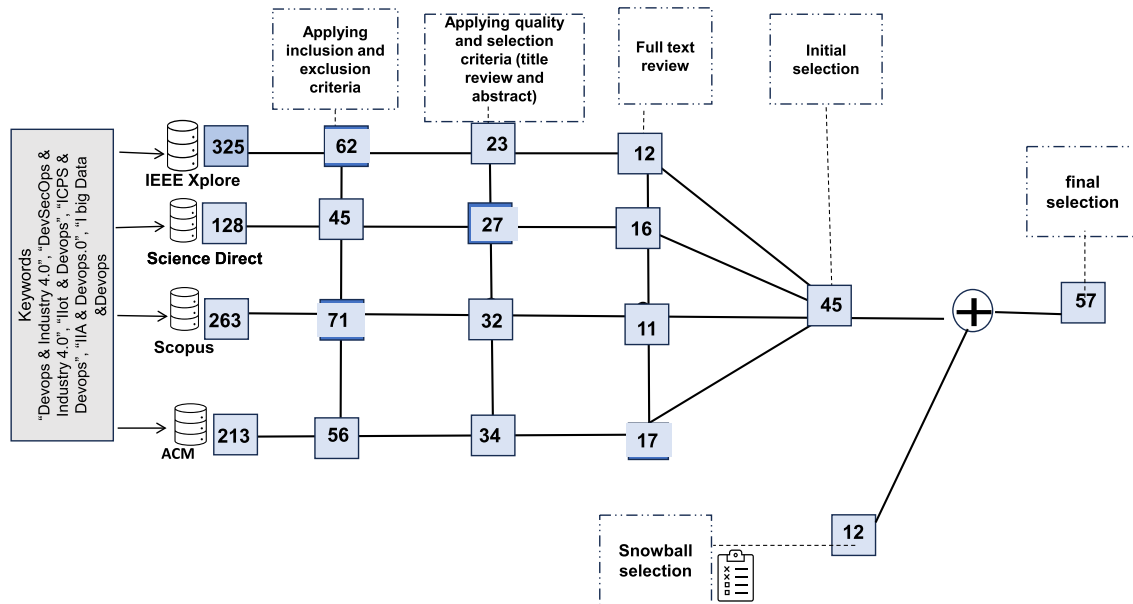 Applying
inclusion and
exclusion
criteria
Applying quality
and selection
criteria (title
review and
abstract)
Full text
review
Initial
selection
final
selection
Keywords
“Devops & Industry 4.0”, “DevSecOps &
Industry 4.0”, “IIot & Devops”, “ICPS &
Devops”, “IIA & Devops.0”, “I big Data
&Devops
325
62
23
12
IEEE Xplore
128
45
27
16
Science Direct
263
71
32
11
45
57
Scopus
213
56
34
17
ACM
12
Snowball
selection